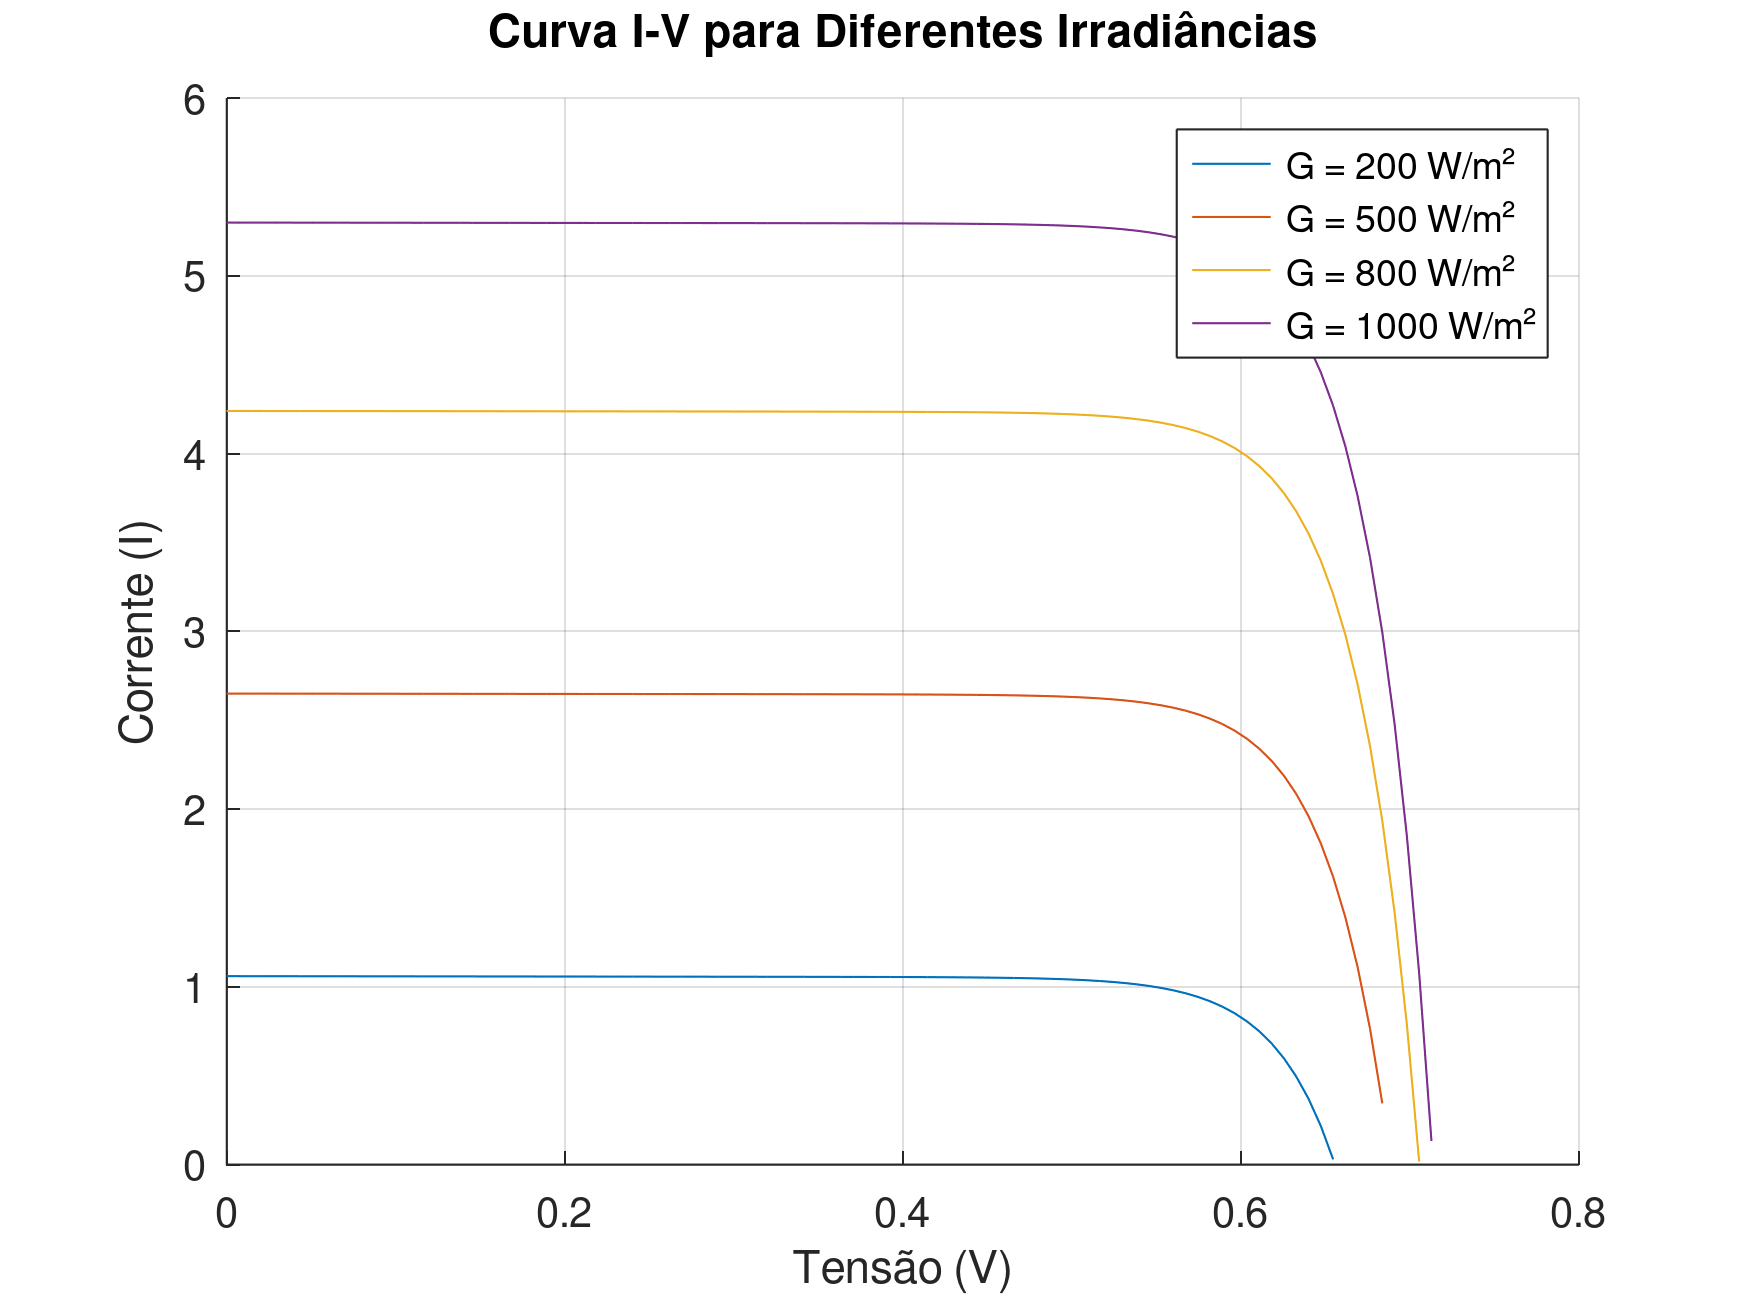 Curva I-V para Diferentes Irradiâncias
6
5
4
3
2
1
0
Corrente (I)
G = 200 W/m²
G = 500 W/m²
G = 800 W/m²
G = 1000 W/m²
0 0.2 0.4 0.6 0.8
Tensão (V)